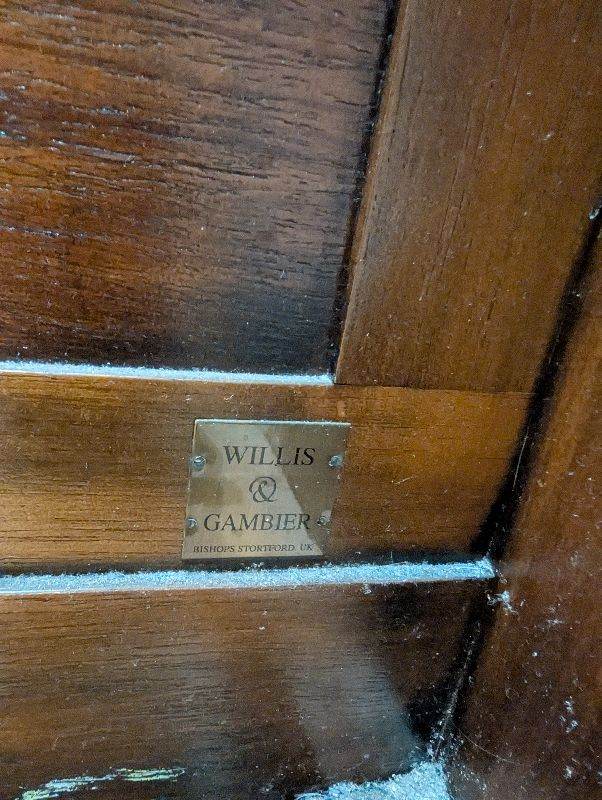 WILLIS
&
GAMBIER
BISHOPS STORTFORD. UK